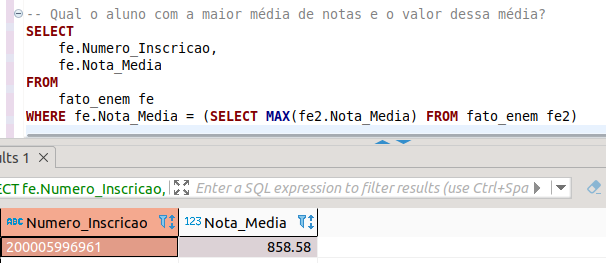 -- Qual o aluno com a maior média de notas e o valor dessa média?
SELECT
fe.Numero_Inscricao,
fe.Nota_Media
FROM
fato_enem fe
WHERE fe.Nota_Media = (SELECT MAX(fe2.Nota_Media) FROM fato_enem fe2)
ults 1
ECT fe.Numero_Inscricao, Enter a SQL expression to filter results (use Ctrl+Spa
ABC Numero_Inscricao 123 Nota_Media
200005996961 858.58